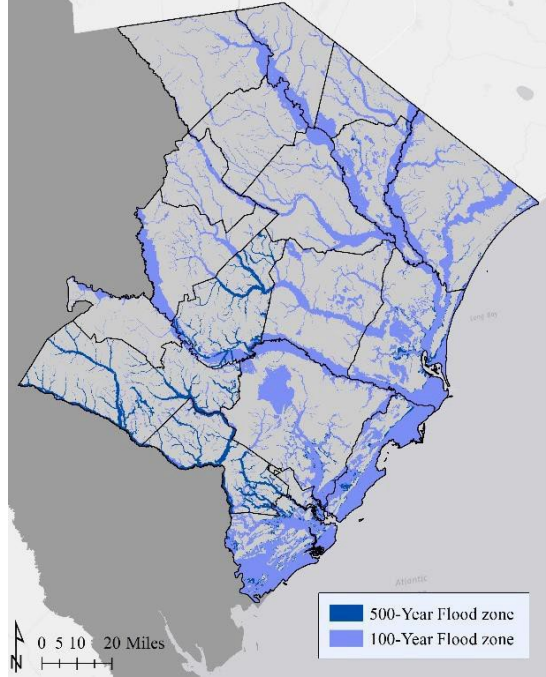 Long Bay
Atlantic
500-Year Flood zone
100-Year Flood zone
N
0 5 10 20 Miles